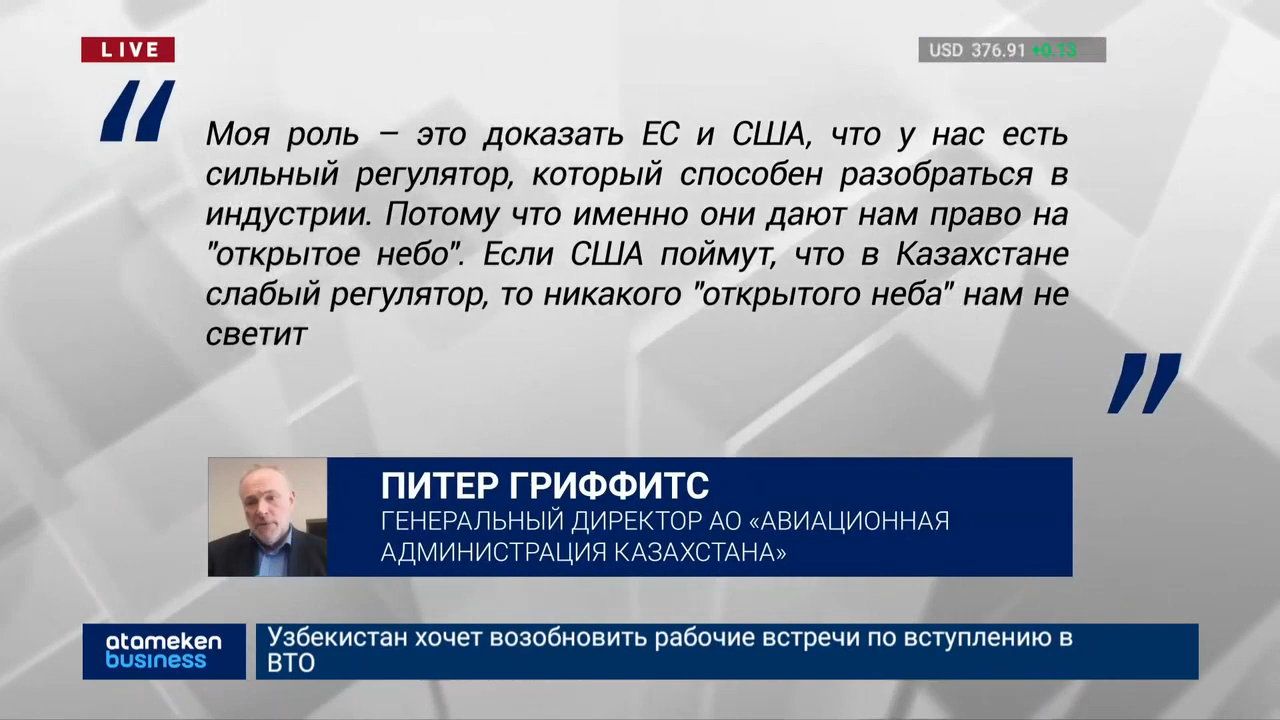 LIVE
USD 376.91 +0.13
“
Моя роль – это доказать ЕС и США, что у нас есть
сильный регулятор, который способен разобраться в
индустрии. Потому что именно они дают нам право на
"открытое небо". Если США поймут, что в Казахстане
слабый регулятор, то никакого "открытого неба" нам не
светит
”
ПИТЕР ГРИФФИТС
ГЕНЕРАЛЬНЫЙ ДИРЕКТОР АО «АВИАЦИОННАЯ
АДМИНИСТРАЦИЯ КАЗАХСТАНА»
atameken
business
Узбекистан хочет возобновить рабочие встречи по вступлению в
ВТО